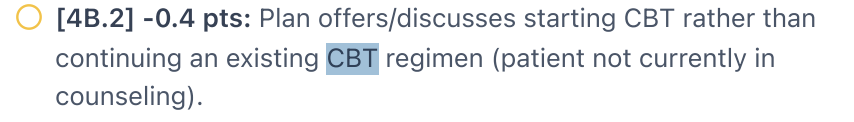 [4B.2] -0.4 pts: Plan offers/discusses starting CBT rather than
continuing an existing CBT regimen (patient not currently in
counseling).